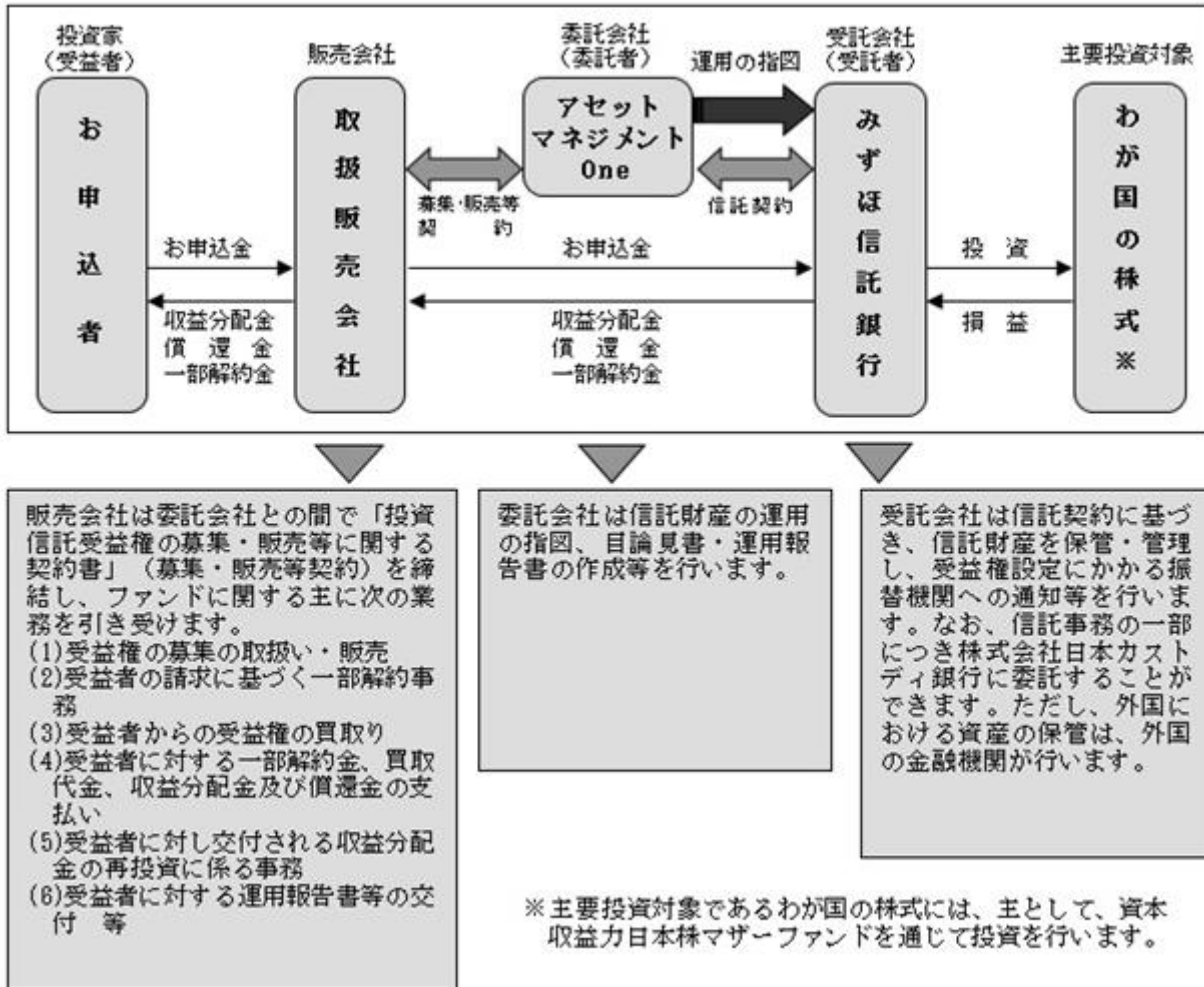 投資家
（受益者）
販売会社
委託会社
（委託者）
運用の指図
受託会社
（受託者）
主要投資対象
お申込者
取扱販売会社
アセット
マネジメント
One
みずほ信託銀行
わが国の株式※
募集・販売等
契　　　約
信託契約
お申込金
お申込金
投　資
収益分配金
償　還　金
一部解約金
収益分配金
償　還　金
一部解約金
損　益
販売会社は委託会社との間で「投資
信託受益権の募集・販売等に関する
契約書」（募集・販売等契約）を締
結し、ファンドに関する主に次の業
務を引き受けます。
(1)受益権の募集の取扱い・販売
(2)受益者の請求に基づく一部解約事
務
(3)受益者からの受益権の買取り
(4)受益者に対する一部解約金、買取
代金、収益分配金及び償還金の支
払い
(5)受益者に対し交付される収益分配
金の再投資に係る事務
(6)受益者に対する運用報告書等の交
付　等
委託会社は信託財産の運用
の指図、目論見書・運用報
告書の作成等を行います。
受託会社は信託契約に基づ
き、信託財産を保管・管理
し、受益権設定にかかる振
替機関への通知等を行いま
す。なお、信託事務の一部
につき株式会社日本カスト
ディ銀行に委託することが
できます。ただし、外国に
おける資産の保管は、外国
の金融機関が行います。
※主要投資対象であるわが国の株式には、主として、資本
収益力日本株マザーファンドを通じて投資を行います。